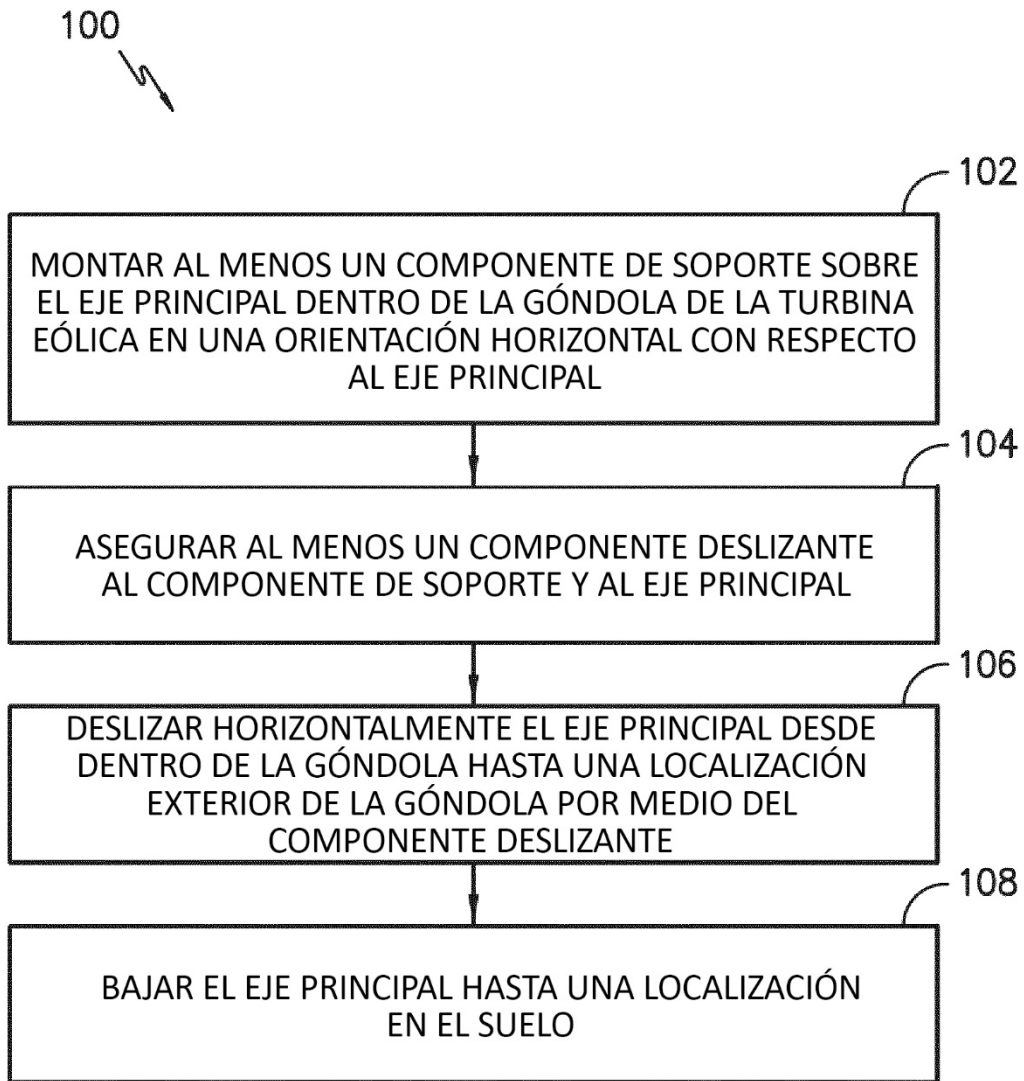 100
102
MONTAR AL MENOS UN COMPONENTE DE SOPORTE SOBRE
EL EJE PRINCIPAL DENTRO DE LA GÓNDOLA DE LA TURBINA
EÓLICA EN UNA ORIENTACIÓN HORIZONTAL CON RESPECTO
AL EJE PRINCIPAL
104
ASEGURAR AL MENOS UN COMPONENTE DESLIZANTE
AL COMPONENTE DE SOPORTE Y AL EJE PRINCIPAL
106
DESLIZAR HORIZONTALMENTE EL EJE PRINCIPAL DESDE
DENTRO DE LA GÓNDOLA HASTA UNA LOCALIZACIÓN
EXTERIOR DE LA GÓNDOLA POR MEDIO DEL
COMPONENTE DESLIZANTE
108
BAJAR EL EJE PRINCIPAL HASTA UNA LOCALIZACIÓN
EN EL SUELO